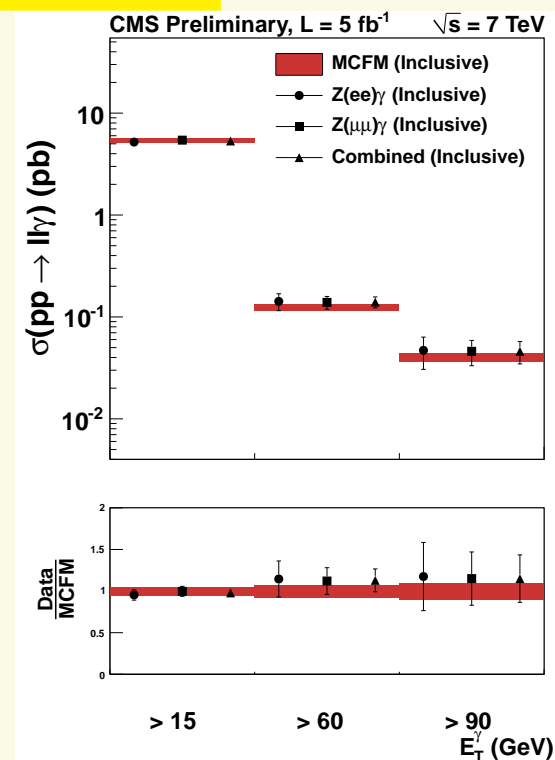 CMS Preliminary, L = 5 fb⁻¹ √s = 7 TeV
MCFM (Inclusive)
Z(ee)γ (Inclusive)
Z(μμ)γ (Inclusive)
Combined (Inclusive)
σ(pp → llγ) (pb)
10
1
10⁻¹
10⁻²
Data
MCFM
2
1.5
1
0.5
0
> 15 > 60 > 90
E_T^γ (GeV)